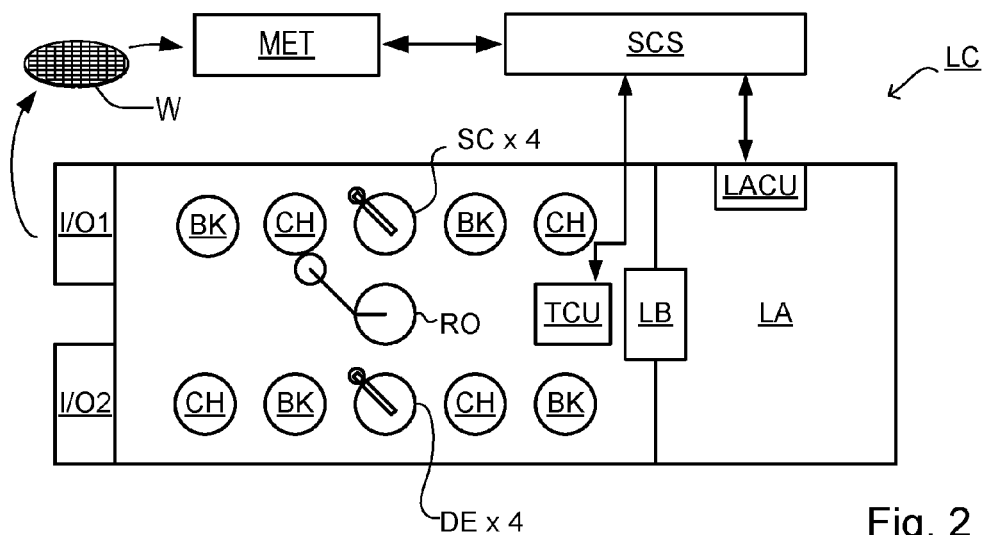 MET
SCS
LC
W
SC x 4
LACU
I/O1
BK
CH
BK
CH
RO
TCU
LB
LA
I/O2
CH
BK
CH
BK
DE x 4
Fig. 2